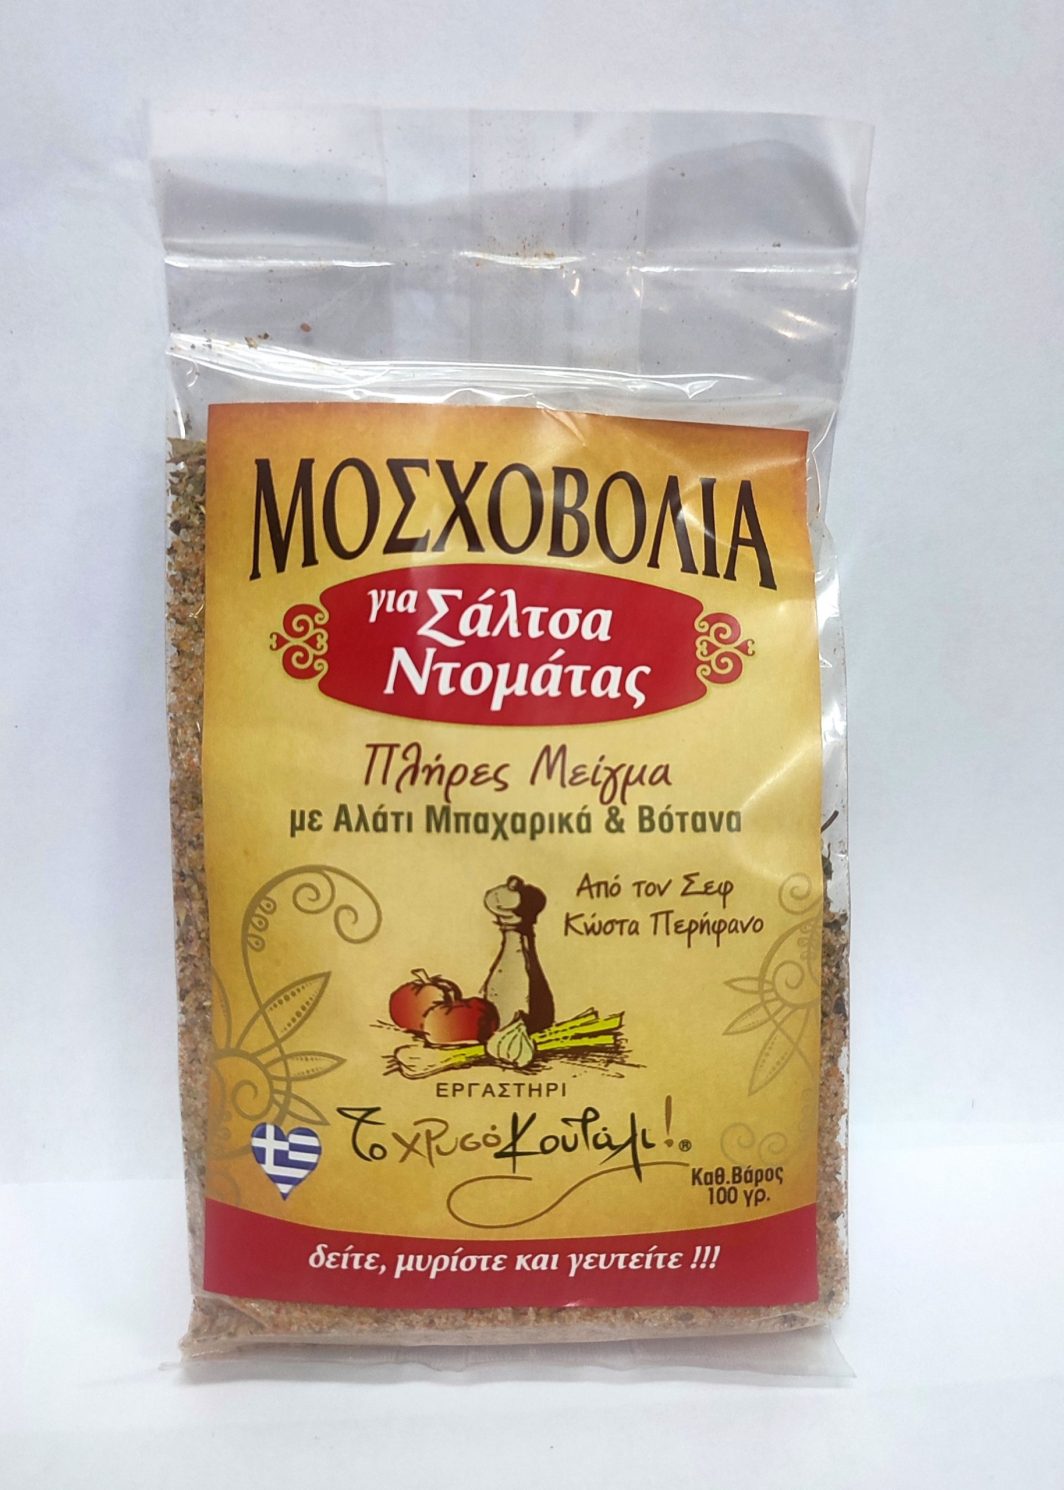 ΜΟΣΧΟΒΟΛΙΑ
για Σάλτσα
Ντομάτας
Πλήρες Μείγμα
με Αλάτι Μπαχαρικά & Βότανα
Από τον Σεφ
Κώστα Περήφανο
ΕΡΓΑΣΤΗΡΙ
Το χρυσό Κουτάλι!®
Καθ.Βάρος
100 γρ.
δείτε, μυρίστε και γευτείτε !!!